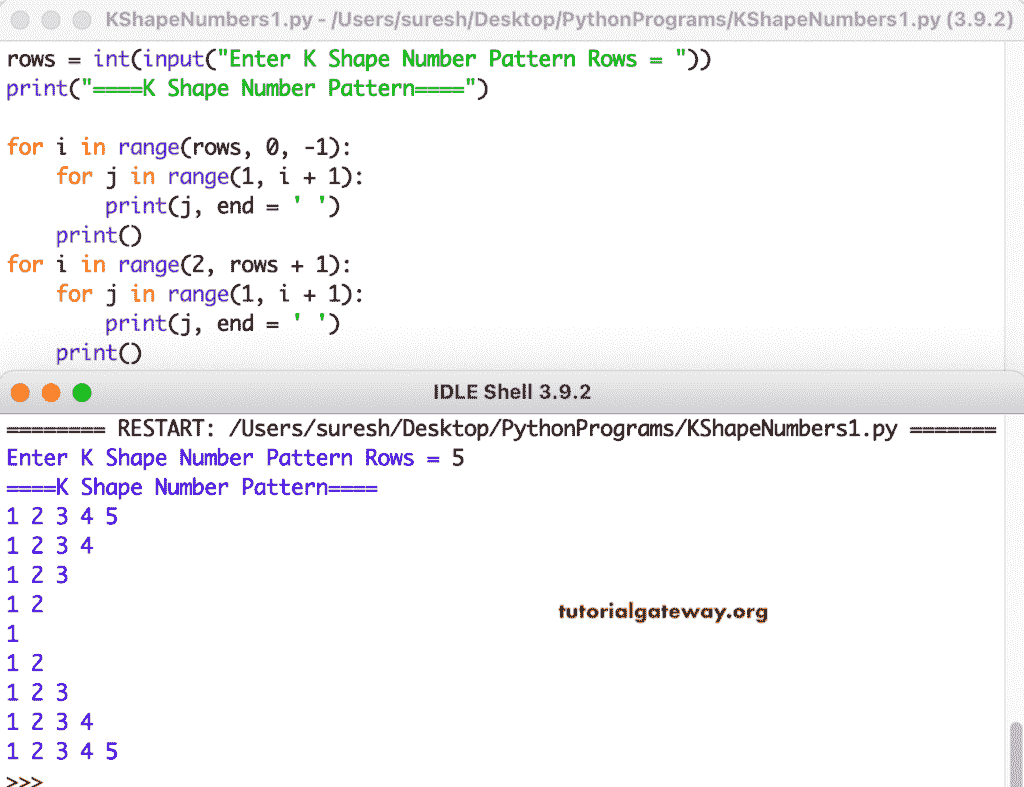 KShapeNumbers1.py - /Users/suresh/Desktop/PythonPrograms/KShapeNumbers1.py (3.9.2)
rows = int(input("Enter K Shape Number Pattern Rows = "))
print("====K Shape Number Pattern====")

for i in range(rows, 0, -1):
    for j in range(1, i + 1):
        print(j, end = ' ')
    print()
for i in range(2, rows + 1):
    for j in range(1, i + 1):
        print(j, end = ' ')
    print()
IDLE Shell 3.9.2
======== RESTART: /Users/suresh/Desktop/PythonPrograms/KShapeNumbers1.py =======
Enter K Shape Number Pattern Rows = 5
====K Shape Number Pattern====
1 2 3 4 5
1 2 3 4
1 2 3
1 2
tutorialgateway.org
1
1 2
1 2 3
1 2 3 4
1 2 3 4 5
>>>